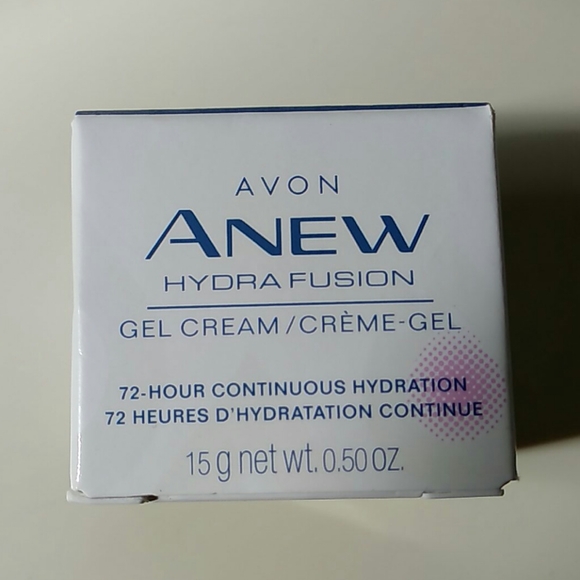 AVON
ANEW
HYDRA FUSION
GEL CREAM/CRÈME-GEL
72-HOUR CONTINUOUS HYDRATION
72 HEURES D'HYDRATATION CONTINUE
15 g net wt. 0.50 OZ.